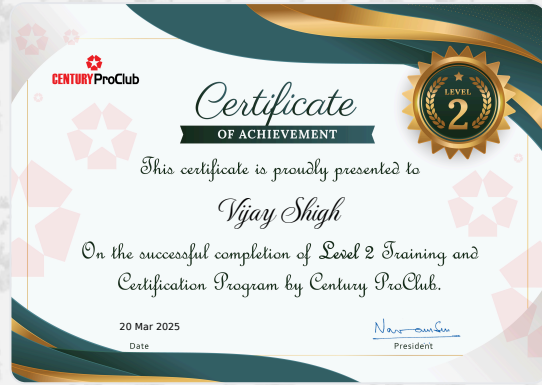 CENTURY ProClub
Certificate
OF ACHIEVEMENT
LEVEL
2
This certificate is proudly presented to
Vijay Shigh
On the successful completion of Level 2 Training and
Certification Program by Century ProClub.
20 Mar 2025
Date
President